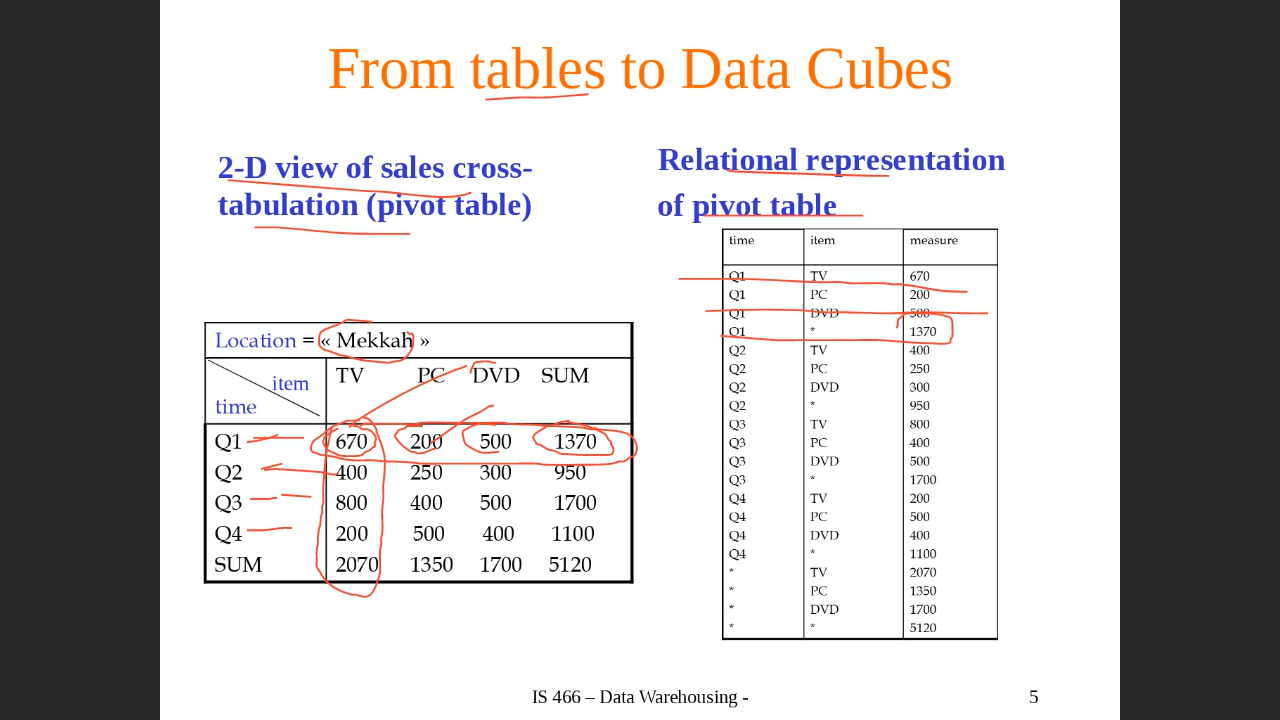 From tables to Data Cubes
2-D view of sales cross-
tabulation (pivot table)
Location = « Mekkah »
item
time
TV PC DVD SUM
Q1 670 200 500 1370
Q2 400 250 300 950
Q3 800 400 500 1700
Q4 200 500 400 1100
SUM 2070 1350 1700 5120
Relational representation
of pivot table
time item measure
Q1 TV 670
Q1 PC 200
Q1 DVD 500
Q1 * 1370
Q2 TV 400
Q2 PC 250
Q2 DVD 300
Q2 * 950
Q3 TV 800
Q3 PC 400
Q3 DVD 500
Q3 * 1700
Q4 TV 200
Q4 PC 500
Q4 DVD 400
Q4 * 1100
* TV 2070
* PC 1350
* DVD 1700
* * 5120
IS 466 – Data Warehousing -
5